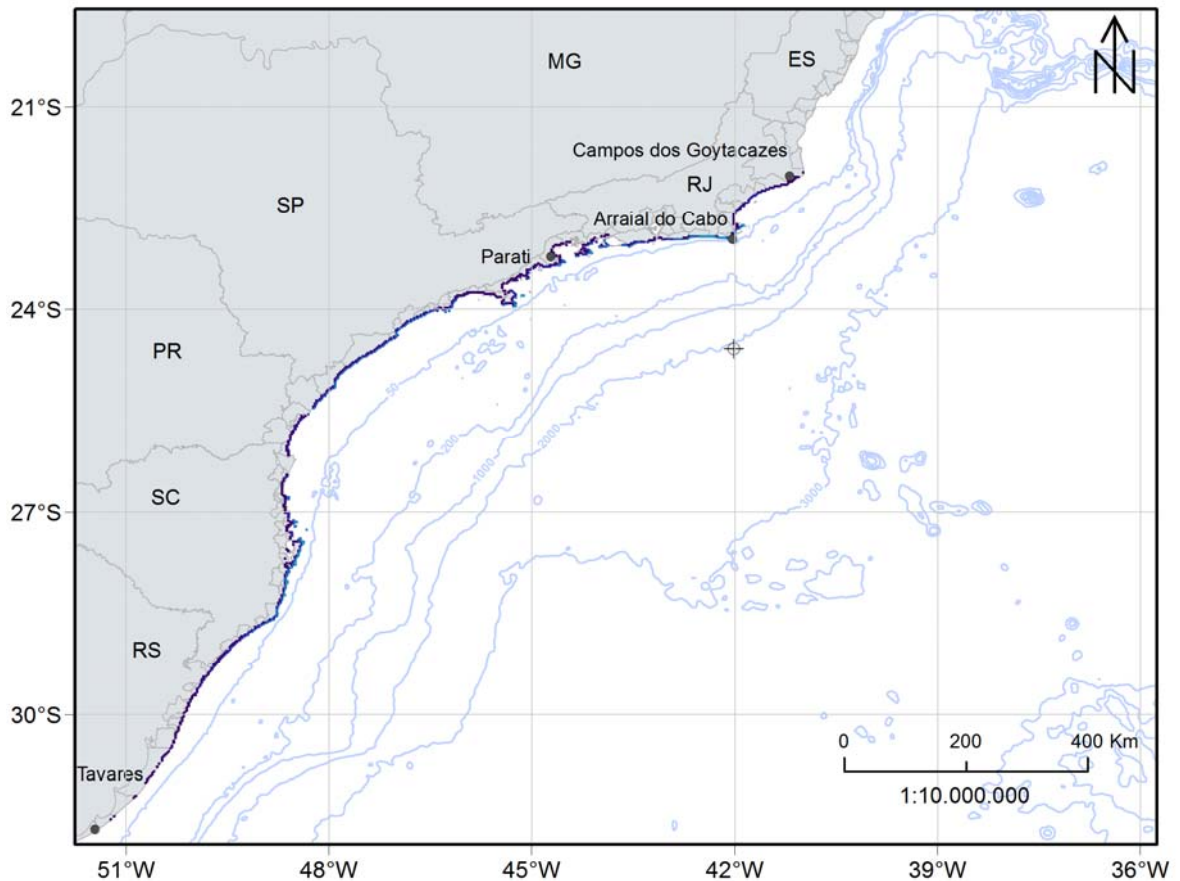 MG
ES
21°S
Campos dos Goytacazes
RJ
SP
Arraial do Cabo
Parati
24°S
PR
50
200
1000
2000
3000
SC
27°S
RS
30°S
0 200 400 Km
Tavares
1:10.000.000
51°W 48°W 45°W 42°W 39°W 36°W
N